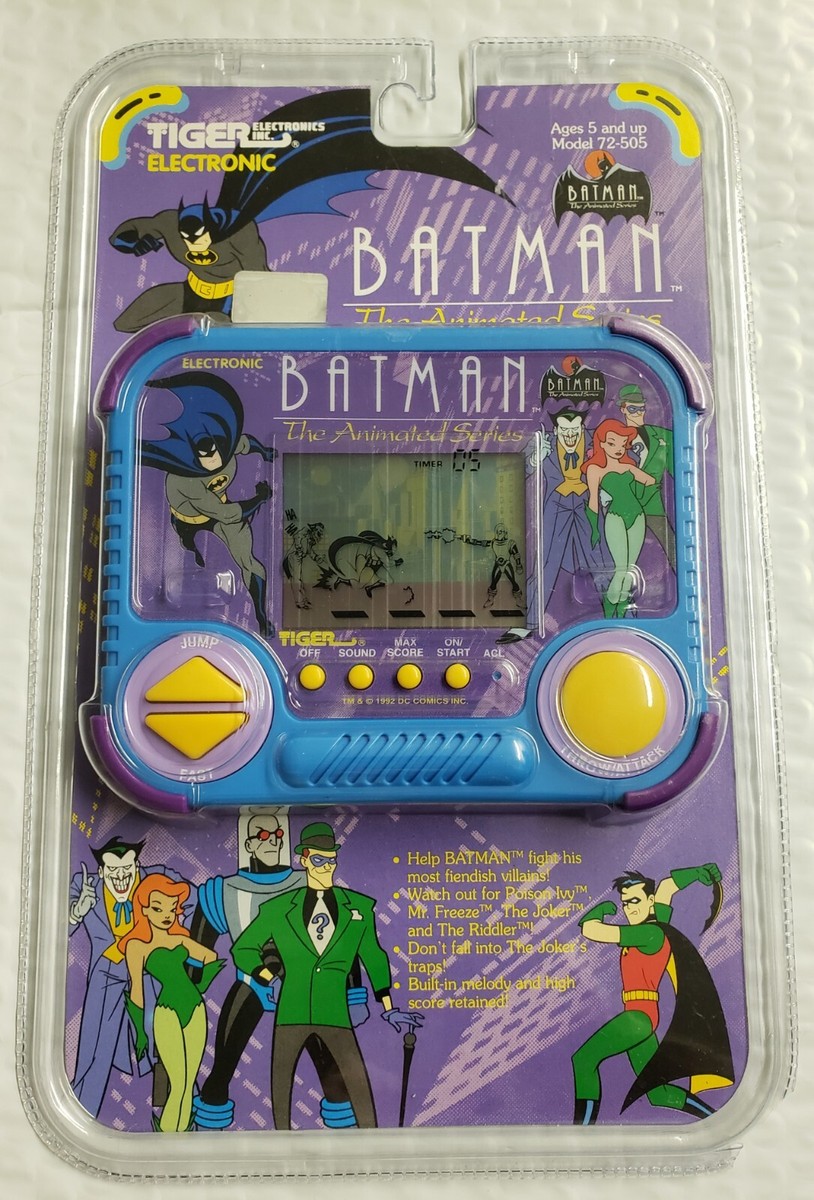 TIGER ELECTRONICS INC.®
ELECTRONIC
Ages 5 and up
Model 72-505
BATMAN™
The Animated Series
BATMAN™
The Animated Series
ELECTRONIC
BATMAN™
The Animated Series
BATMAN
The Animated Series
TIMER 05
TIGER®
OFF SOUND MAX SCORE ON/START ACL
JUMP
FAST
THROW/ATTACK
TM & © 1992 DC COMICS INC.
• Help BATMAN™ fight his
most fiendish villains!
• Watch out for Poison Ivy™,
Mr. Freeze™, The Joker™
and The Riddler™!
• Don't fall into The Joker's
traps!
• Built-in melody and high
score retained!
?